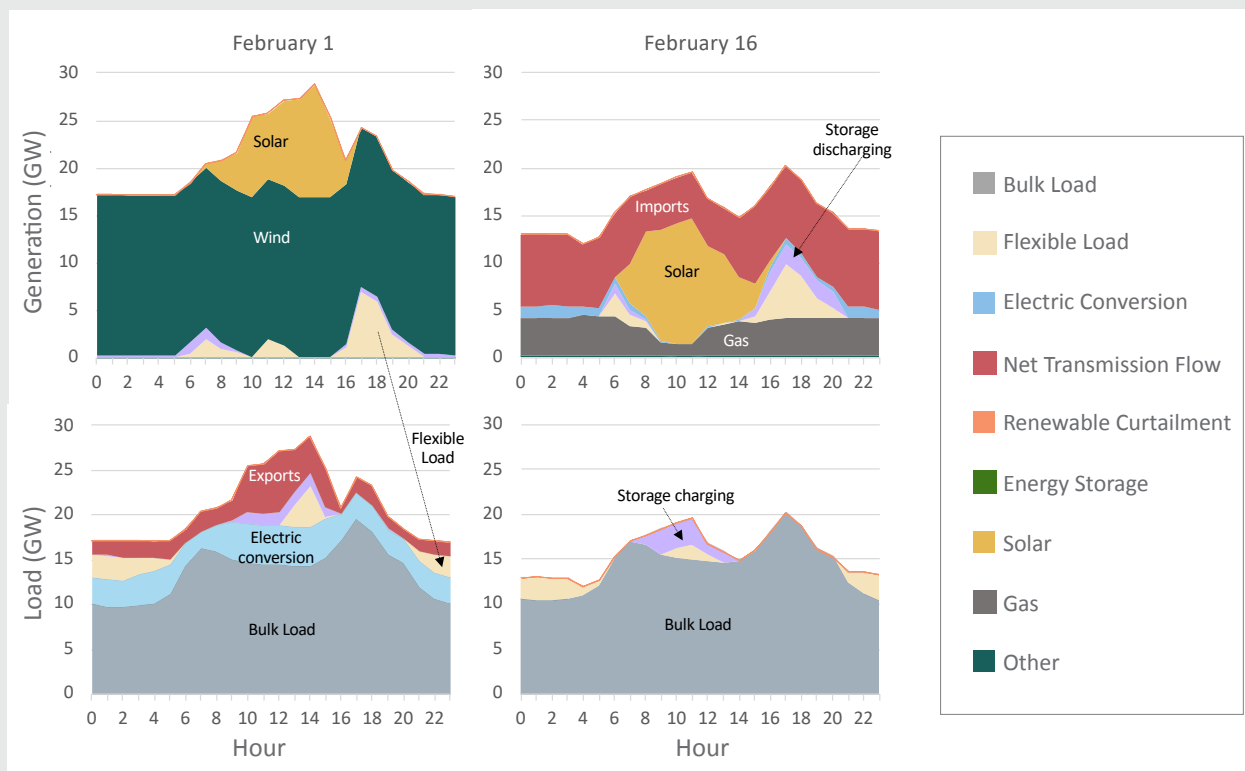 February 1
February 16
Generation (GW)
30
25
20
15
10
5
0
Solar
Wind
0 2 4 6 8 10 12 14 16 18 20 22
30
25
20
15
10
5
0
Storage
discharging
Imports
Solar
Gas
0 2 4 6 8 10 12 14 16 18 20 22
Load (GW)
30
25
20
15
10
5
0
Flexible
Load
Exports
Electric
conversion
Bulk Load
0 2 4 6 8 10 12 14 16 18 20 22
Hour
30
25
20
15
10
5
0
Storage charging
Bulk Load
0 2 4 6 8 10 12 14 16 18 20 22
Hour
Bulk Load
Flexible Load
Electric Conversion
Net Transmission Flow
Renewable Curtailment
Energy Storage
Solar
Gas
Other